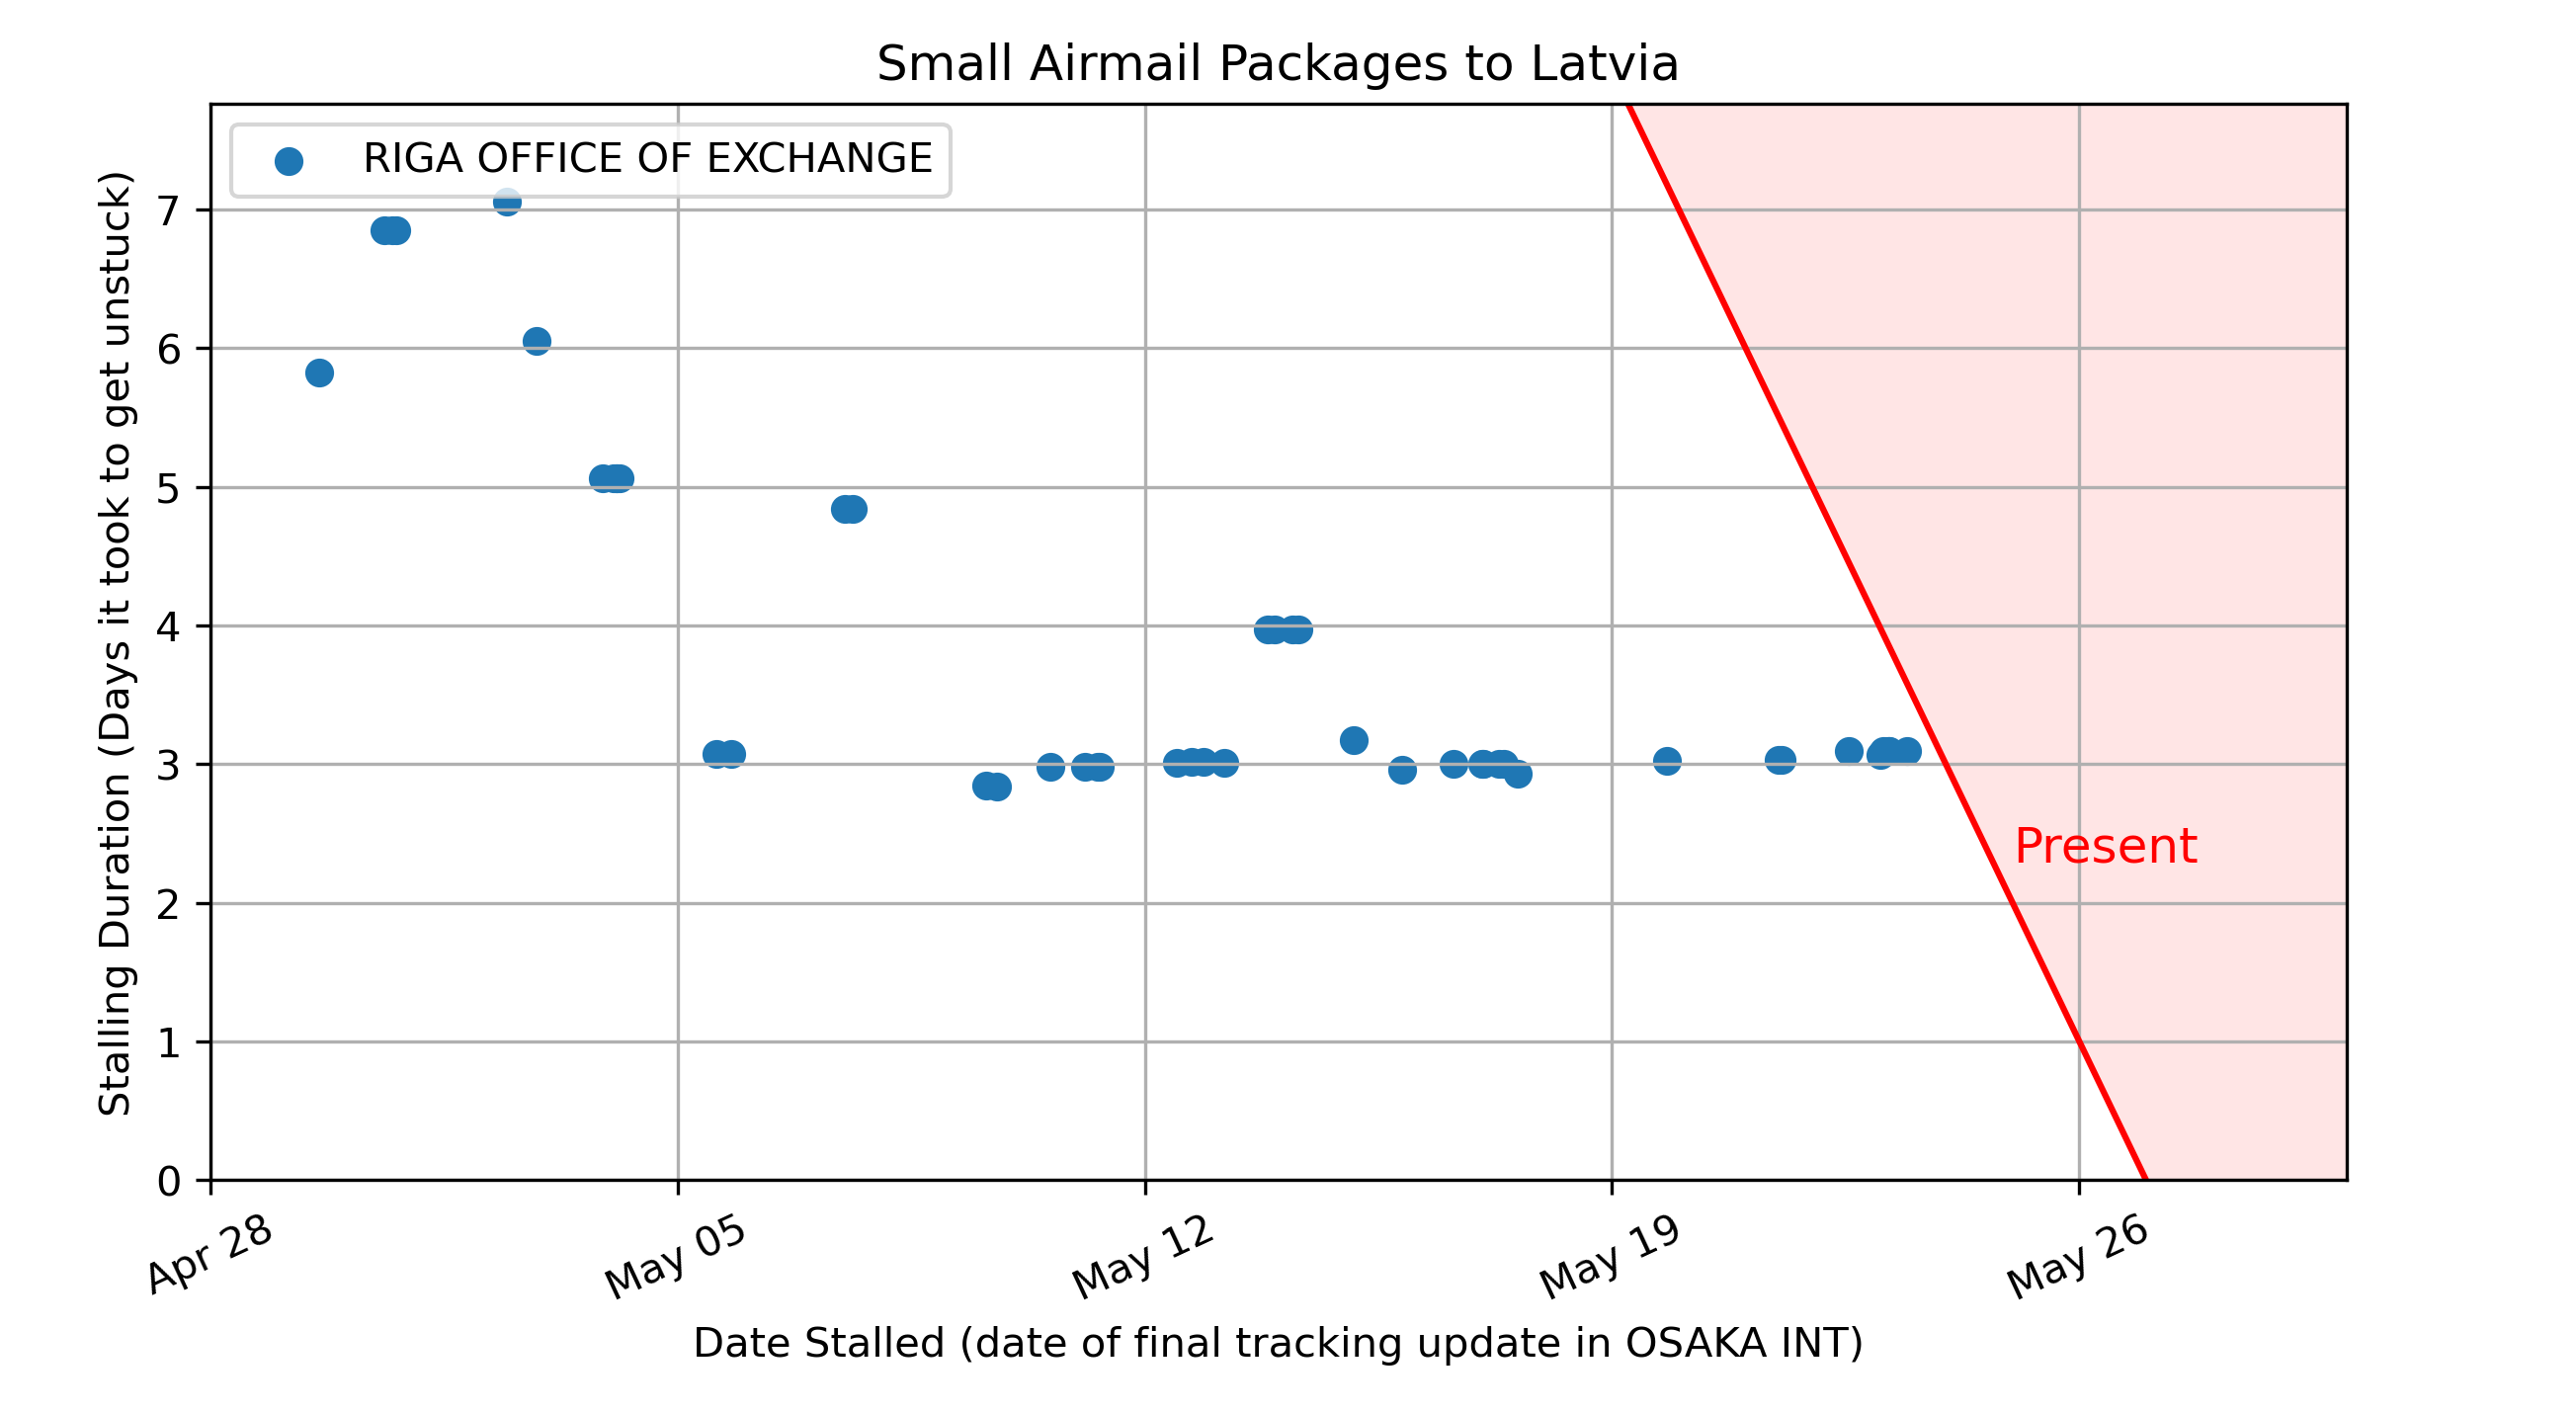 Small Airmail Packages to Latvia
RIGA OFFICE OF EXCHANGE
Stalling Duration (Days it took to get unstuck)
7
6
5
4
3
2
1
0
Present
Apr 28
May 05
May 12
May 19
May 26
Date Stalled (date of final tracking update in OSAKA INT)